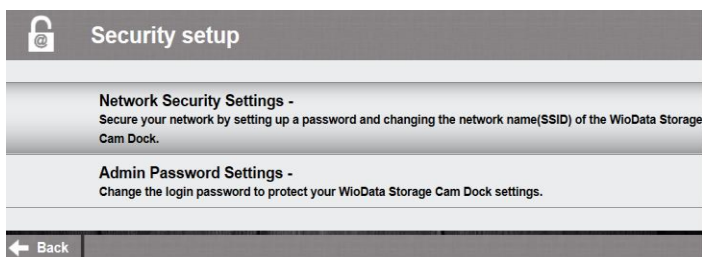 @
Security setup
Network Security Settings -
Secure your network by setting up a password and changing the network name(SSID) of the WioData Storage
Cam Dock.
Admin Password Settings -
Change the login password to protect your WioData Storage Cam Dock settings.
Back